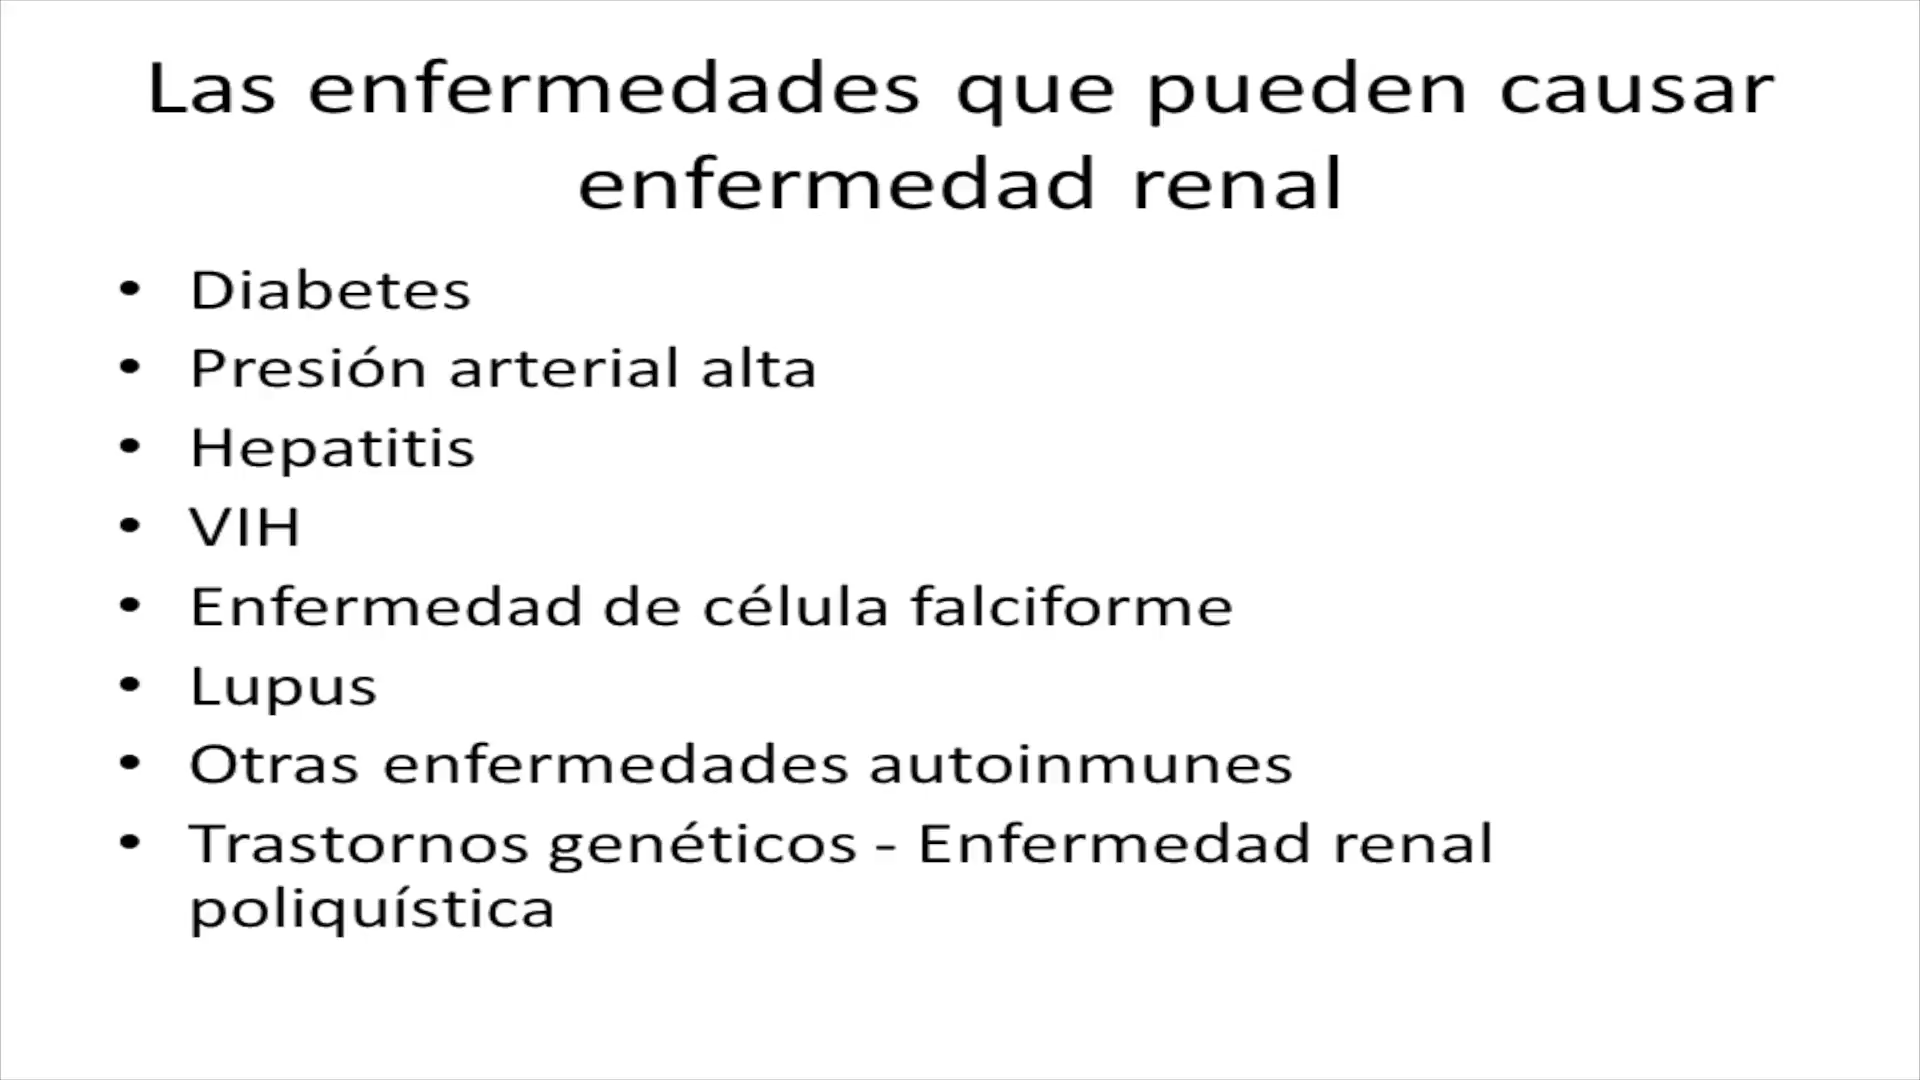 Las enfermedades que pueden causar
enfermedad renal
• Diabetes
• Presión arterial alta
• Hepatitis
• VIH
• Enfermedad de célula falciforme
• Lupus
• Otras enfermedades autoinmunes
• Trastornos genéticos - Enfermedad renal
poliquística